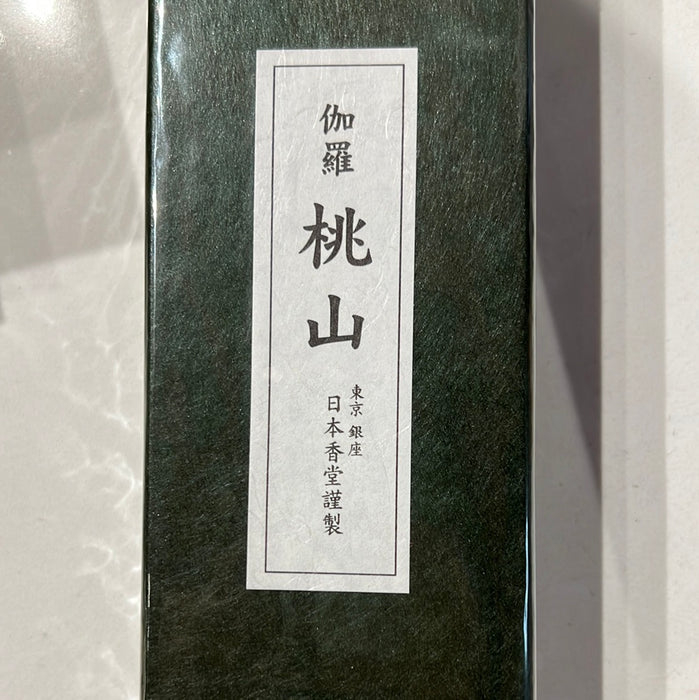 伽羅
桃山
東京 銀座
日本香堂謹製